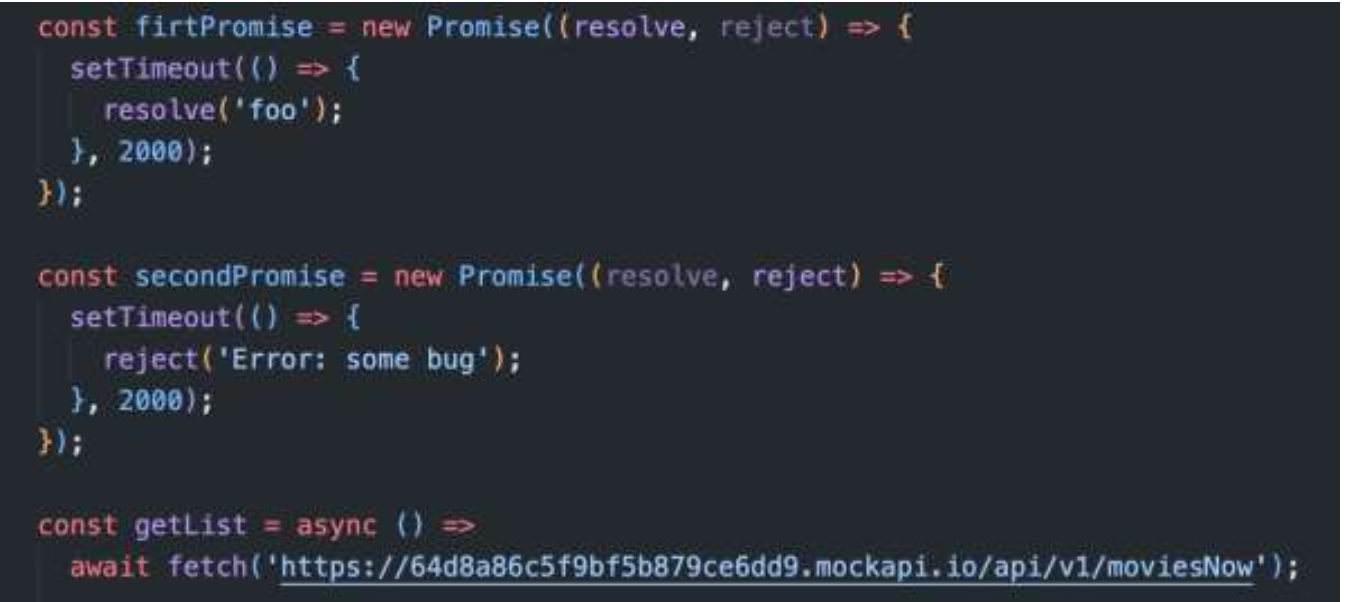 const firtPromise = new Promise((resolve, reject) => {
  setTimeout(() => {
    resolve('foo');
  }, 2000);
});

const secondPromise = new Promise((resolve, reject) => {
  setTimeout(() => {
    reject('Error: some bug');
  }, 2000);
});

const getList = async () =>
  await fetch('https://64d8a86c5f9bf5b879ce6dd9.mockapi.io/api/v1/moviesNow');